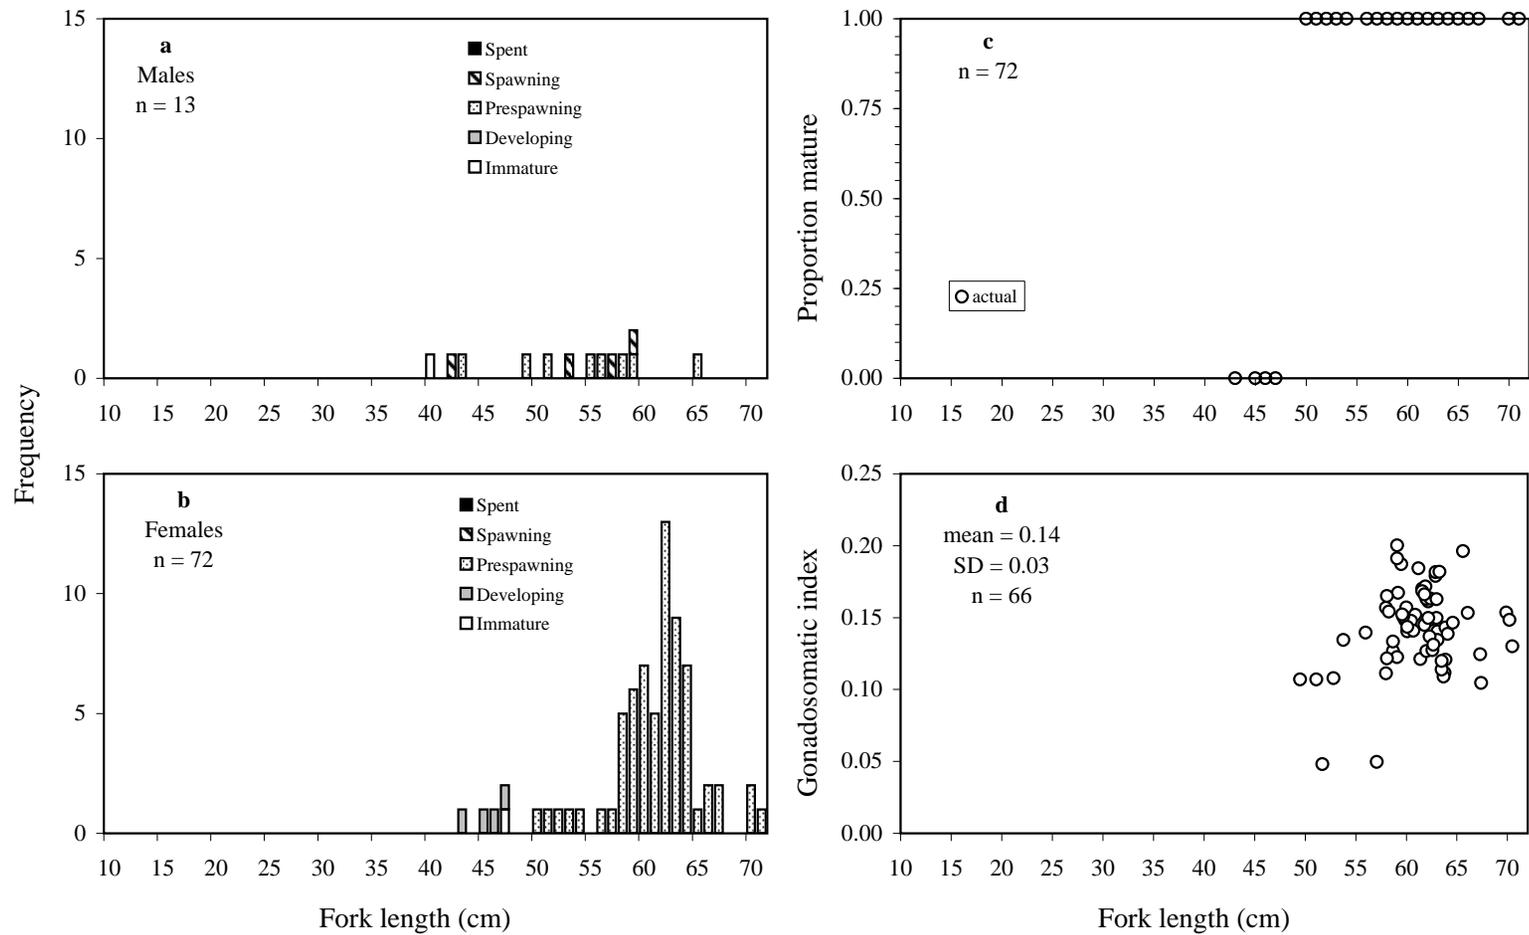 Frequency
15
10
5
0
a
Males
n = 13
Spent
Spawning
Prespawning
Developing
Immature
10 15 20 25 30 35 40 45 50 55 60 65 70
Proportion mature
1.00
0.75
0.50
0.25
0.00
c
n = 72
actual
10 15 20 25 30 35 40 45 50 55 60 65 70
15
10
5
0
b
Females
n = 72
Spent
Spawning
Prespawning
Developing
Immature
10 15 20 25 30 35 40 45 50 55 60 65 70
Fork length (cm)
Gonadosomatic index
0.25
0.20
0.15
0.10
0.05
0.00
d
mean = 0.14
SD = 0.03
n = 66
10 15 20 25 30 35 40 45 50 55 60 65 70
Fork length (cm)